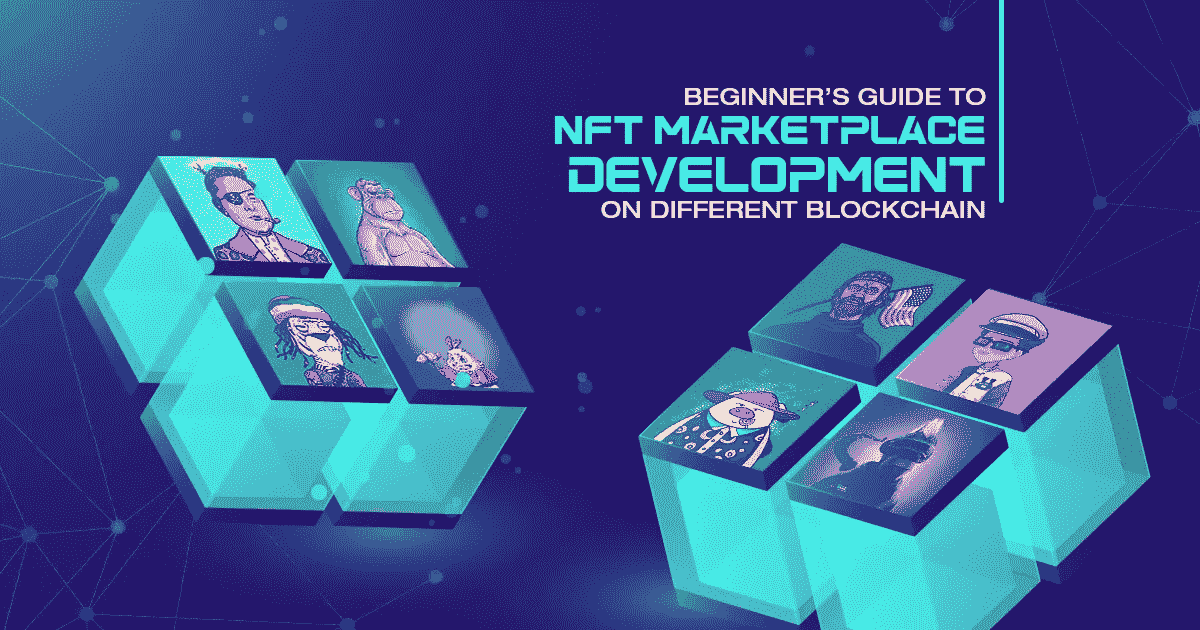 BEGINNER'S GUIDE TO
NFT MARKETPLACE
DEVELOPMENT
ON DIFFERENT BLOCKCHAIN